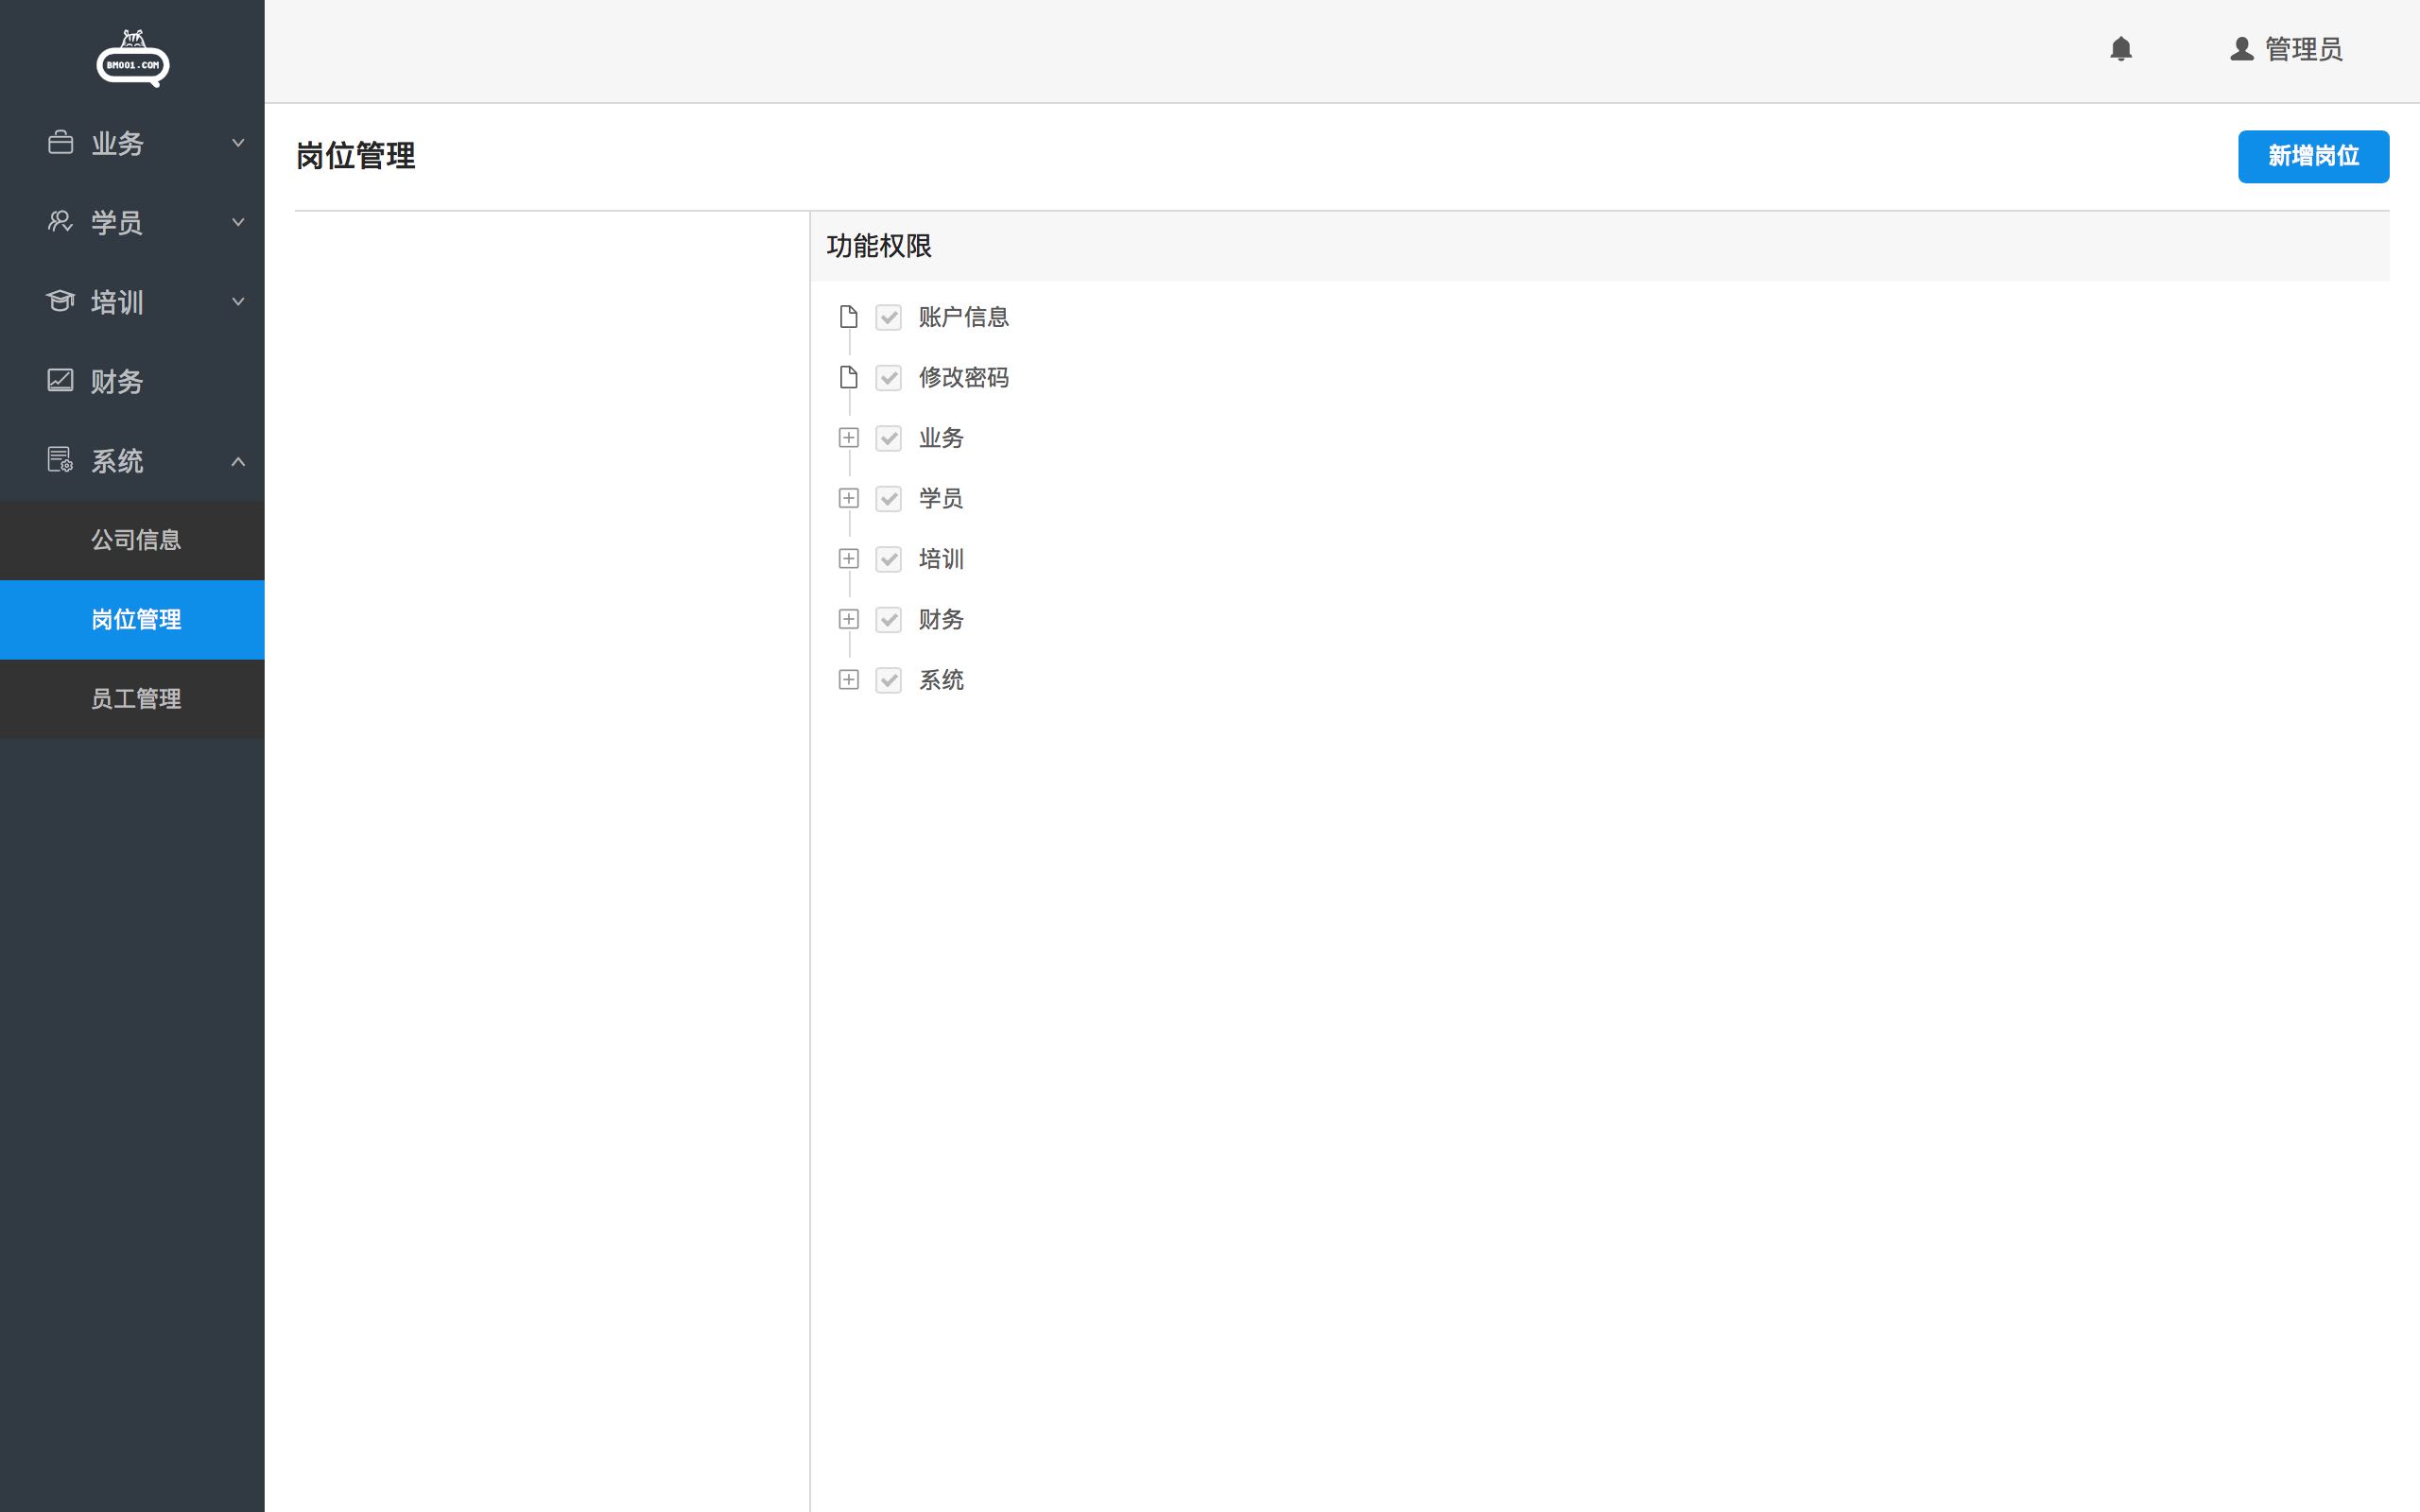 BM001.COM
管理员
业务
学员
培训
财务
系统
公司信息
岗位管理
员工管理
岗位管理
新增岗位
功能权限
账户信息
修改密码
业务
学员
培训
财务
系统